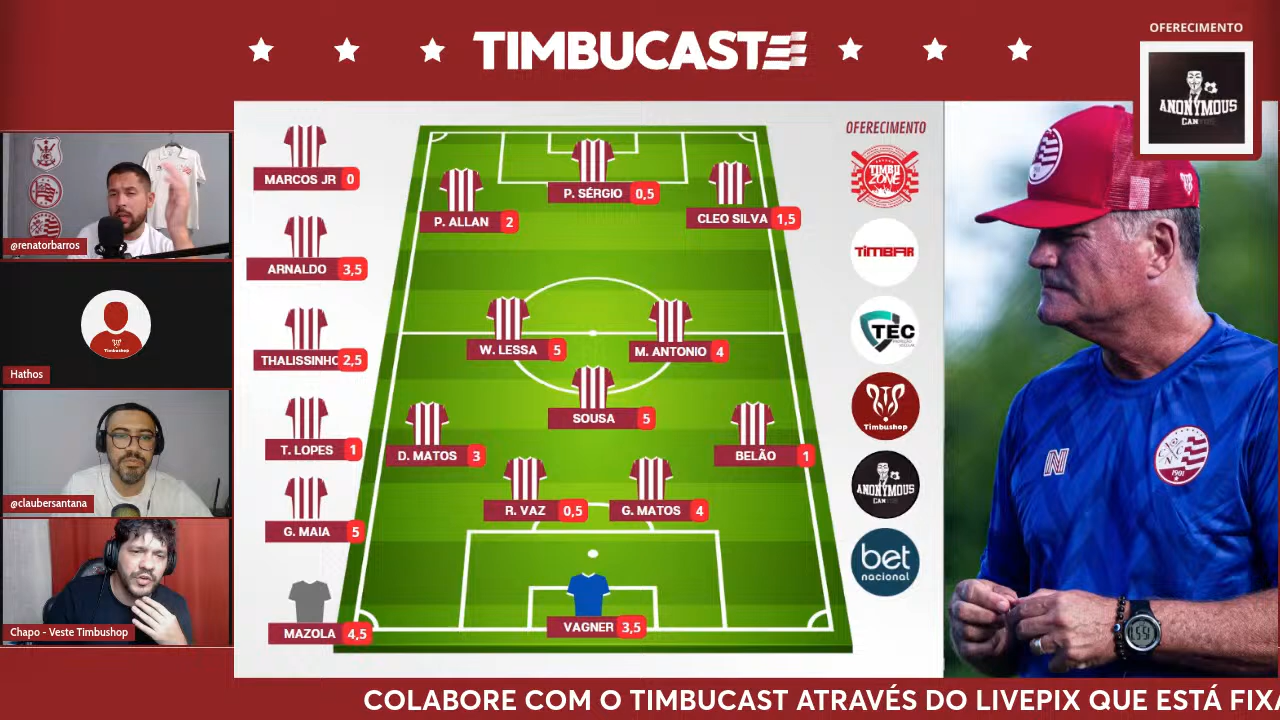 TIMBUCAST
OFERECIMENTO
ANONYMOUS
@renatorbarros
Timbushop
Hathos
@claubersantana
Chapo - Veste Timbushop
MARCOS JR 0
ARNALDO 3,5
THALISSINHO 2,5
T. LOPES 1
G. MAIA 5
MAZOLA 4,5
P. SÉRGIO 0,5
P. ALLAN 2
CLEO SILVA 1,5
W. LESSA 5
M. ANTONIO 4
SOUSA 5
D. MATOS 3
BELÃO 1
R. VAZ 0,5
G. MATOS 4
VAGNER 3,5
OFERECIMENTO
TIMBU
ZONE
TIMBAR
TEC
Timbushop
ANONYMOUS
bet
nacional
N
1901
COLABORE COM O TIMBUCAST ATRAVÉS DO LIVEPIX QUE ESTÁ FIXA